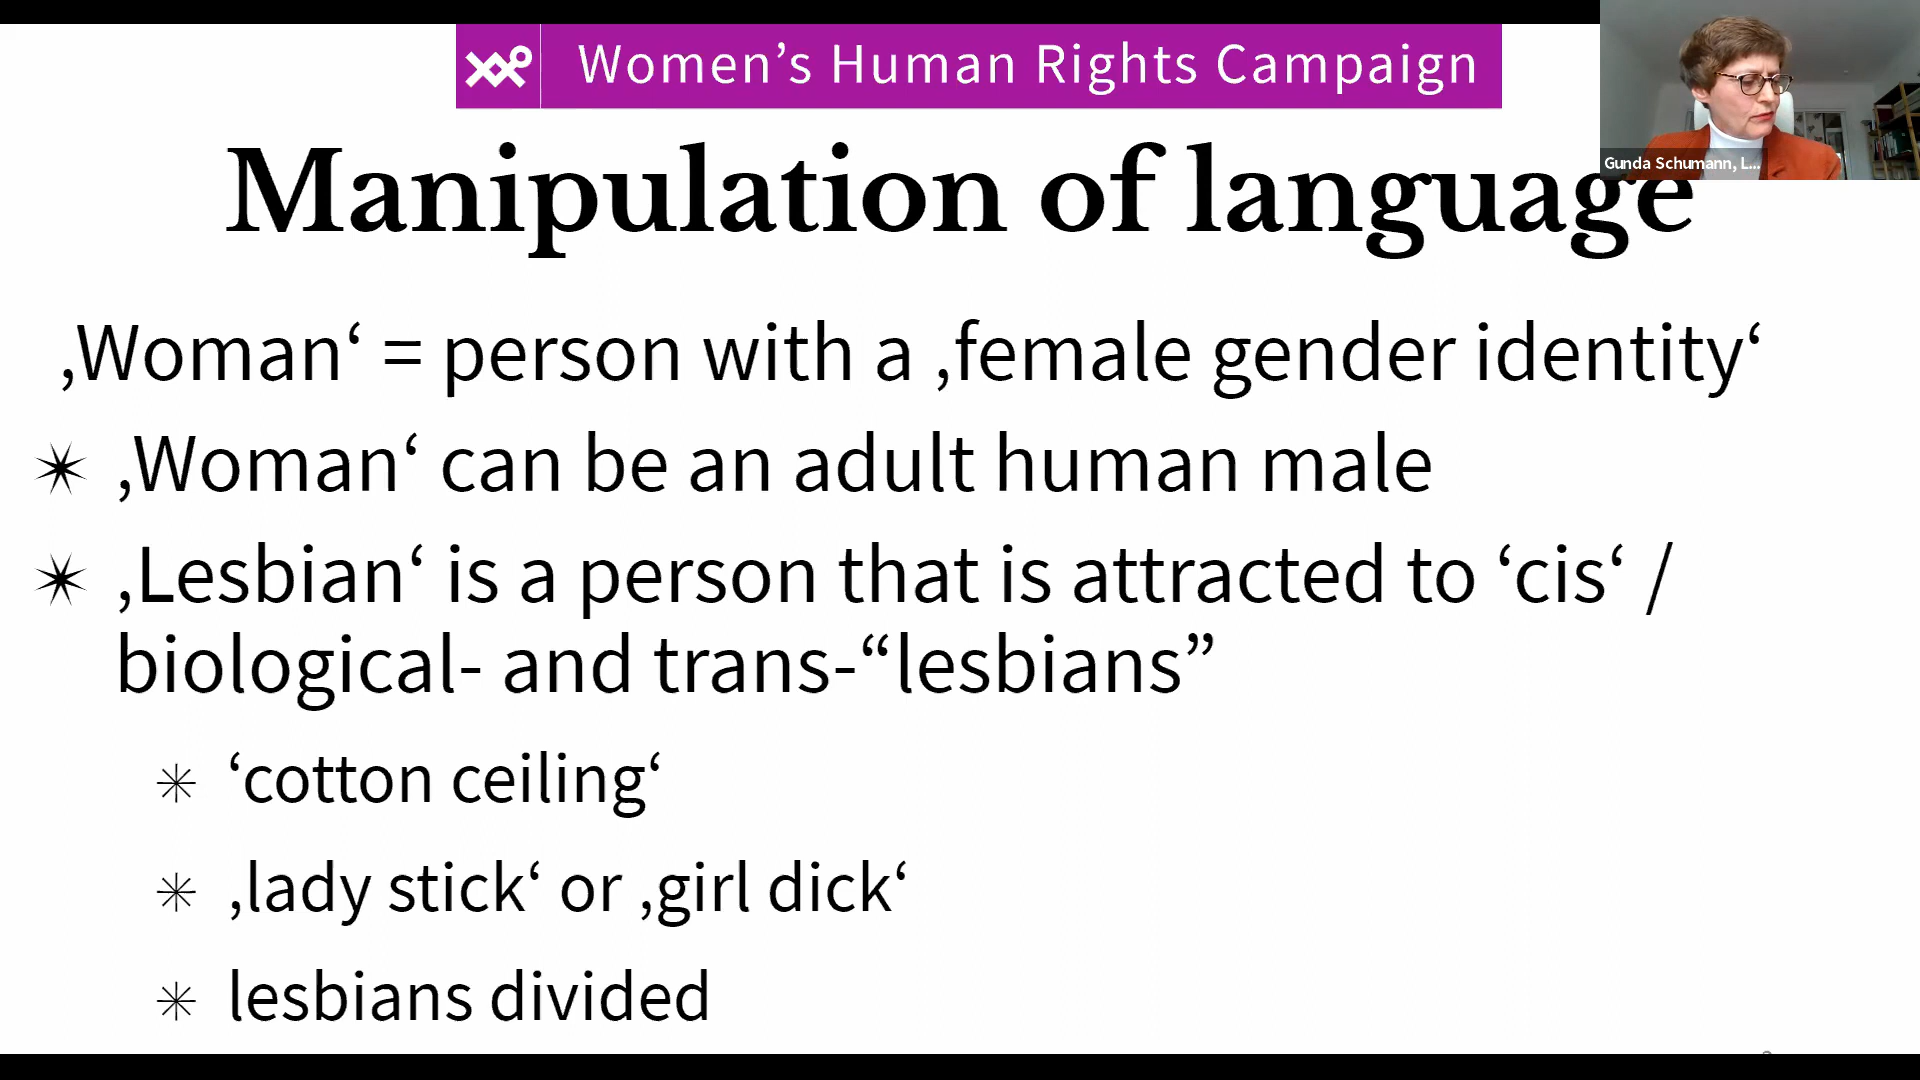 Women’s Human Rights Campaign
Gunda Schumann, L...
Manipulation of language
‚Woman‘ = person with a ‚female gender identity‘
‚Woman‘ can be an adult human male
‚Lesbian‘ is a person that is attracted to ‘cis‘ /
biological- and trans-“lesbians”
‘cotton ceiling‘
‚lady stick‘ or ‚girl dick‘
lesbians divided